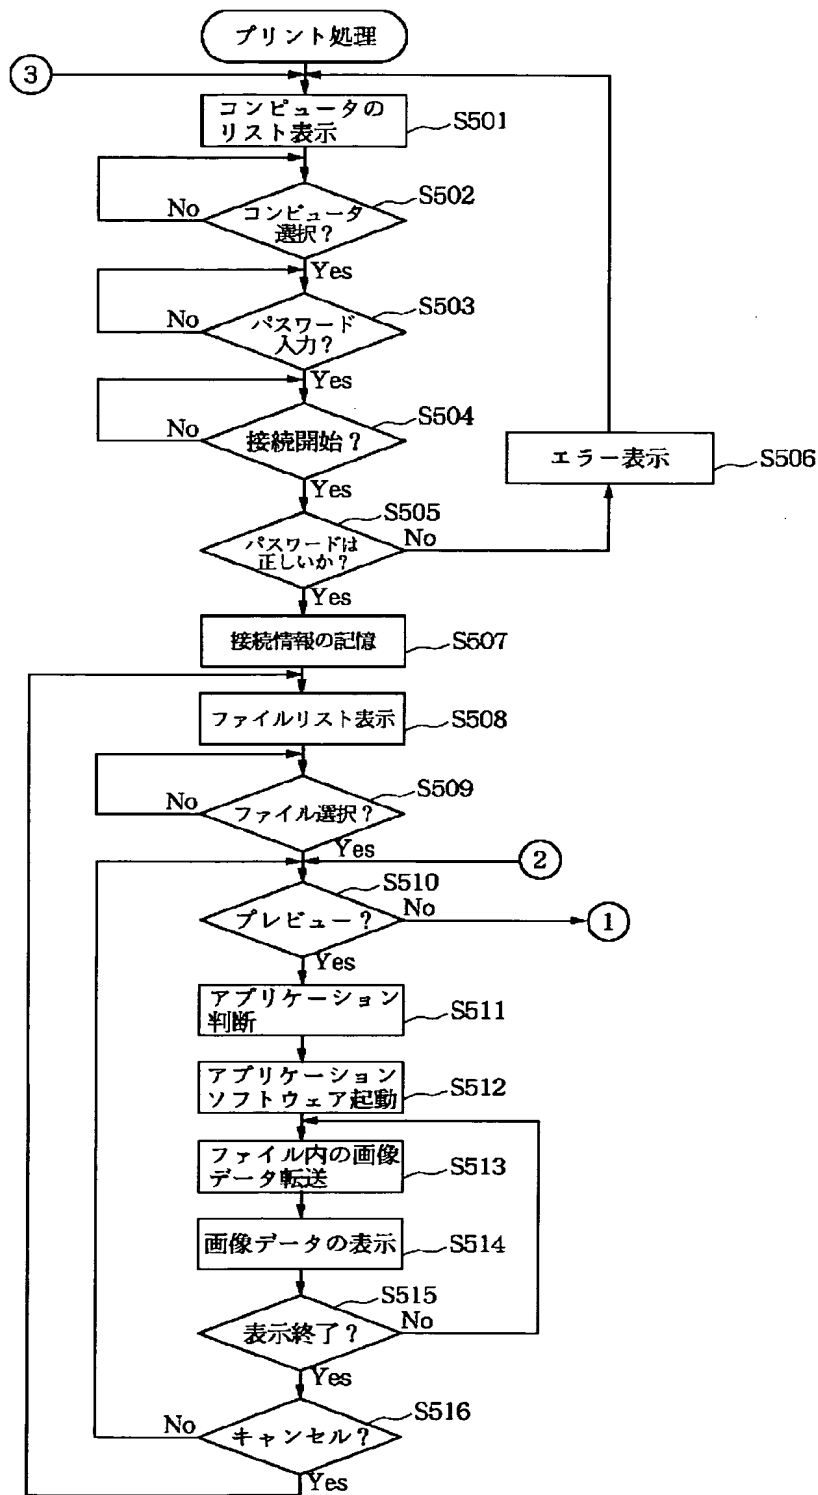 プリント処理
3
コンピュータの
リスト表示
S501
S502
No
コンピュータ
選択?
Yes
S503
No
パスワード
入力?
Yes
S504
No
接続開始?
Yes
エラー表示
S506
S505
パスワードは
正しいか?
No
Yes
接続情報の記憶
S507
ファイルリスト表示
S508
S509
No
ファイル選択?
Yes
2
S510
プレビュー?
No
1
Yes
アプリケーション
判断
S511
アプリケーション
ソフトウェア起動
S512
ファイル内の画像
データ転送
S513
画像データの表示
S514
S515
No
表示終了?
Yes
S516
No
キャンセル?
Yes